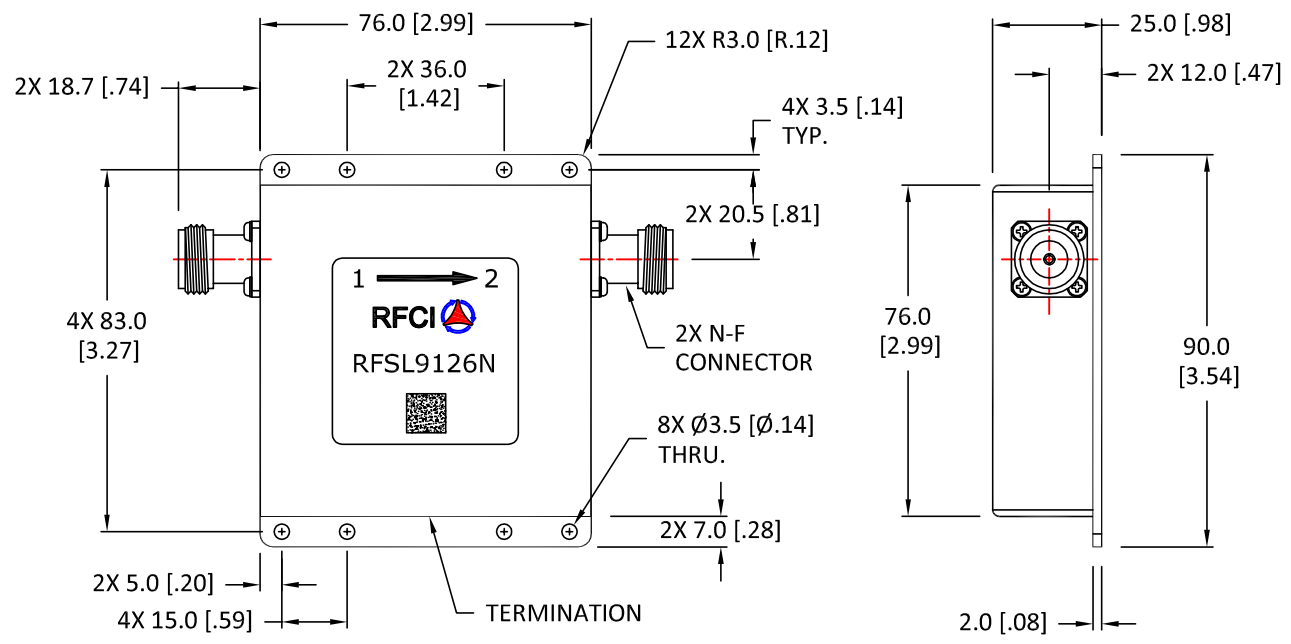 76.0 [2.99]
12X R3.0 [R.12]
2X 18.7 [.74]
2X 36.0
[1.42]
4X 3.5 [.14]
TYP.
2X 20.5 [.81]
1
2
RFCI
RFSL9126N
4X 83.0
[3.27]
2X N-F
CONNECTOR
8X Ø3.5 [Ø.14]
THRU.
2X 7.0 [.28]
2X 5.0 [.20]
4X 15.0 [.59]
TERMINATION
25.0 [.98]
2X 12.0 [.47]
76.0
[2.99]
90.0
[3.54]
2.0 [.08]